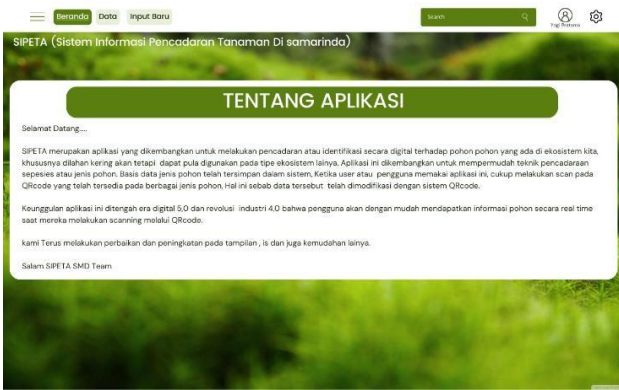 Beranda Data Input Baru Search
Yogi Pratama
SIPETA (Sistem Informasi Pencadaran Tanaman Di samarinda)
TENTANG APLIKASI
Selamat Datang....
SIPETA merupakan aplikasi yang dikembangkan untuk melakukan pencadaran atau identifikasi secara digital terhadap pohon pohon yang ada di ekosistem kita,
khususnya dilahan kering akan tetapi dapat pula digunakan pada tipe ekosistem lainya, Aplikasi ini dikembangkan untuk mempermudah teknik pencadaraan
sepesies atau jenis pohon. Basis data jenis pohon telah tersimpan dalam sistem, Ketika user atau pengguna memakai aplikasi ini, cukup melakukan scan pada
QRcode yang telah tersedia pada berbagai jenis pohon, Hal ini sebab data tersebut telah dimodifikasi dengan sistem QRcode.
Keunggulan aplikasi ini ditengah era digital 5,0 dan revolusi industri 4.0 bahwa pengguna akan dengan mudah mendapatkan informasi pohon secara real time
saat mereka melakukan scanning melalui QRcode.
kami Terus melakukan perbaikan dan peningkatan pada tampilan , is dan juga kemudahan lainya.
Salam SIPETA SMD Team